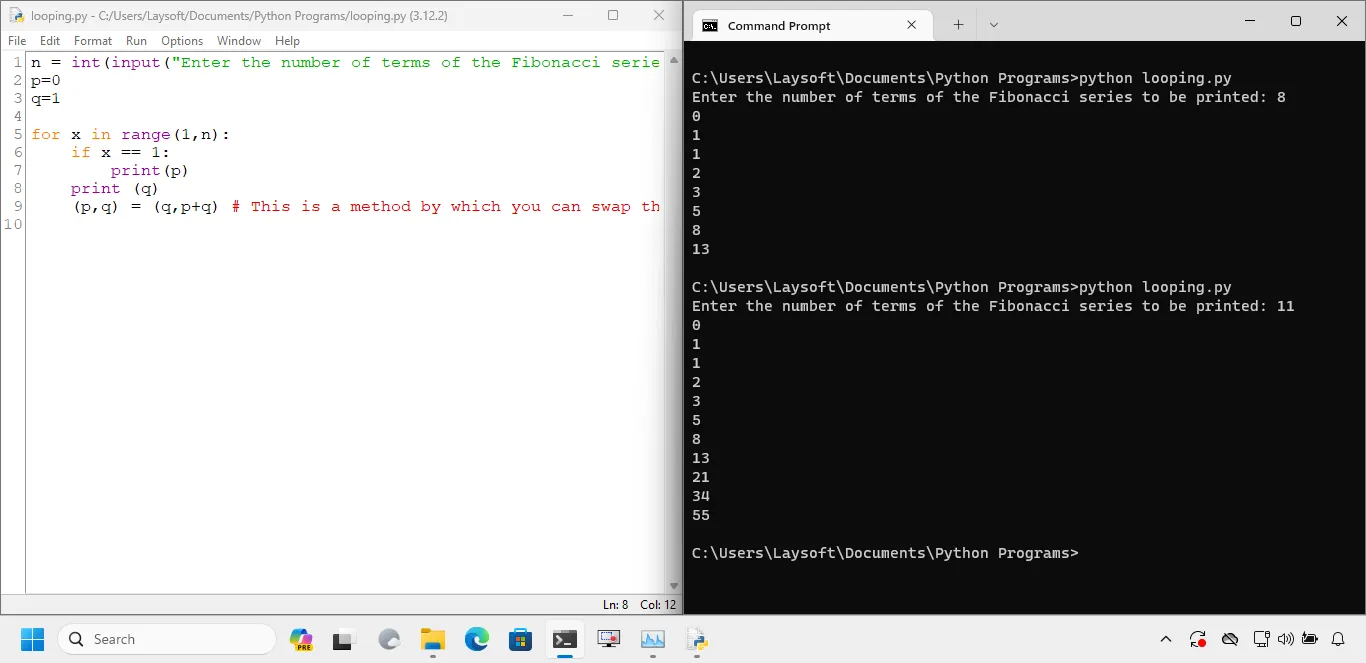 looping.py - C:/Users/Laysoft/Documents/Python Programs/looping.py (3.12.2)
File Edit Format Run Options Window Help
1 n = int(input("Enter the number of terms of the Fibonacci serie
2 p=0
3 q=1
4
5 for x in range(1,n):
6     if x == 1:
7         print(p)
8     print (q)
9     (p,q) = (q,p+q) # This is a method by which you can swap th
10
Ln: 8 Col: 12
Command Prompt
C:\Users\Laysoft\Documents\Python Programs>python looping.py
Enter the number of terms of the Fibonacci series to be printed: 8
0
1
1
2
3
5
8
13
C:\Users\Laysoft\Documents\Python Programs>python looping.py
Enter the number of terms of the Fibonacci series to be printed: 11
0
1
1
2
3
5
8
13
21
34
55
C:\Users\Laysoft\Documents\Python Programs>
Search
PRE